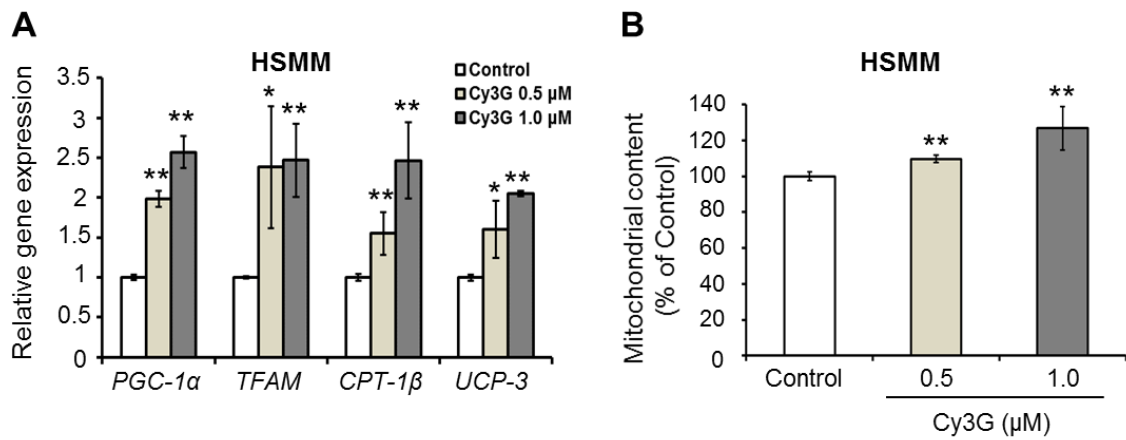 A
HSMM
Control
Cy3G 0.5 μM
Cy3G 1.0 μM
Relative gene expression
3.5
3
2.5
2
1.5
1
0.5
0
* ** ** **
** ** * **
PGC-1α TFAM CPT-1β UCP-3
B
HSMM
Mitochondrial content
(% of Control)
140
120
100
80
60
40
20
0
**
**
Control 0.5 1.0
Cy3G (μM)